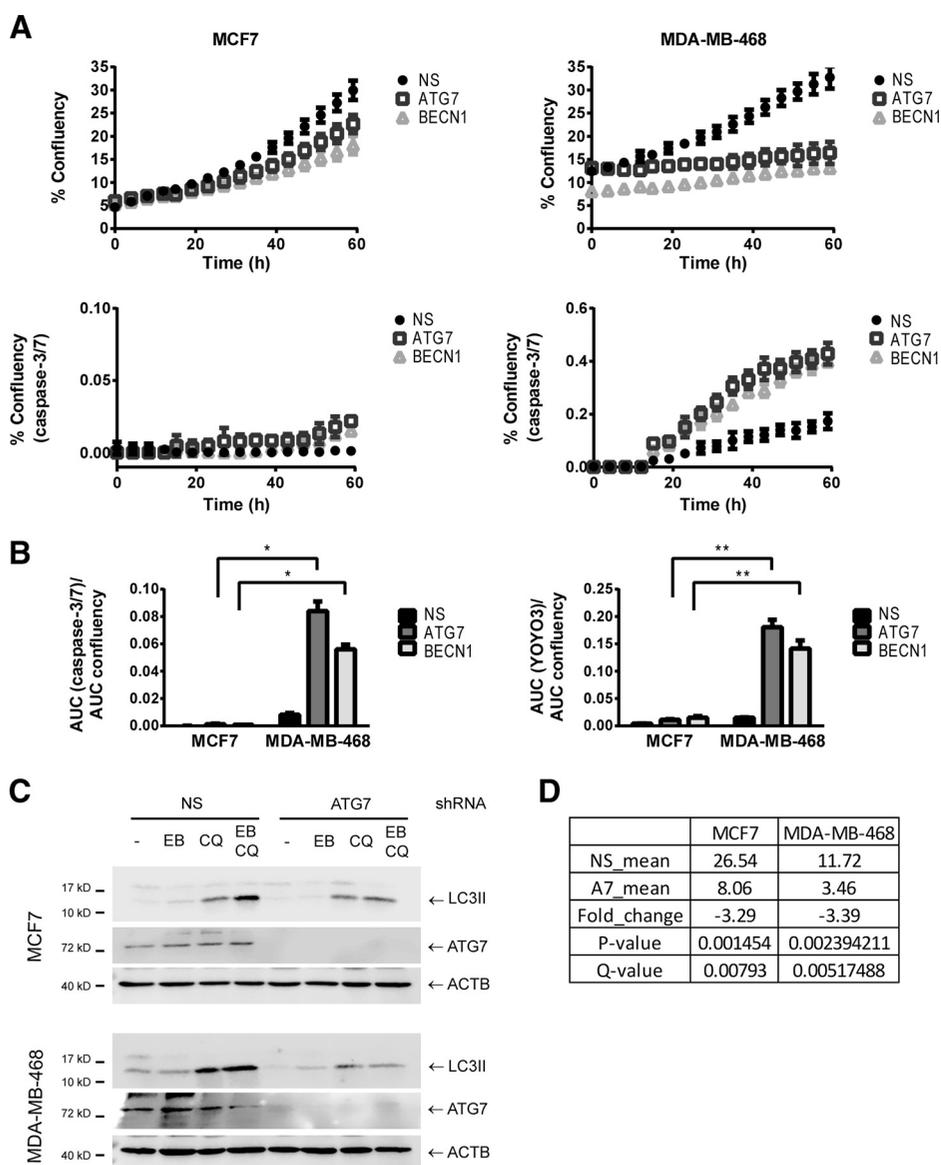 A
MCF7
MDA-MB-468
% Confluency
35
30
25
20
15
10
5
0
0 20 40 60
Time (h)
NS
ATG7
BECN1
% Confluency
35
30
25
20
15
10
5
0
0 20 40 60
Time (h)
NS
ATG7
BECN1
% Confluency
(caspase-3/7)
0.10
0.05
0.00
0 20 40 60
Time (h)
NS
ATG7
BECN1
% Confluency
(caspase-3/7)
0.6
0.4
0.2
0.0
0 20 40 60
Time (h)
NS
ATG7
BECN1
B
AUC (caspase-3/7)/
AUC confluency
0.10
0.08
0.06
0.04
0.02
0.00
*
*
MCF7 MDA-MB-468
NS
ATG7
BECN1
AUC (YOYO3)/
AUC confluency
0.25
0.20
0.15
0.10
0.05
0.00
**
**
MCF7 MDA-MB-468
NS
ATG7
BECN1
C
NS ATG7 shRNA
- EB CQ EB CQ - EB CQ EB CQ
MCF7
17 kD
10 kD
← LC3II
72 kD
← ATG7
40 kD
← ACTB
MDA-MB-468
17 kD
10 kD
← LC3II
72 kD
← ATG7
40 kD
← ACTB
D
MCF7 MDA-MB-468
NS_mean 26.54 11.72
A7_mean 8.06 3.46
Fold_change -3.29 -3.39
P-value 0.001454 0.002394211
Q-value 0.00793 0.00517488